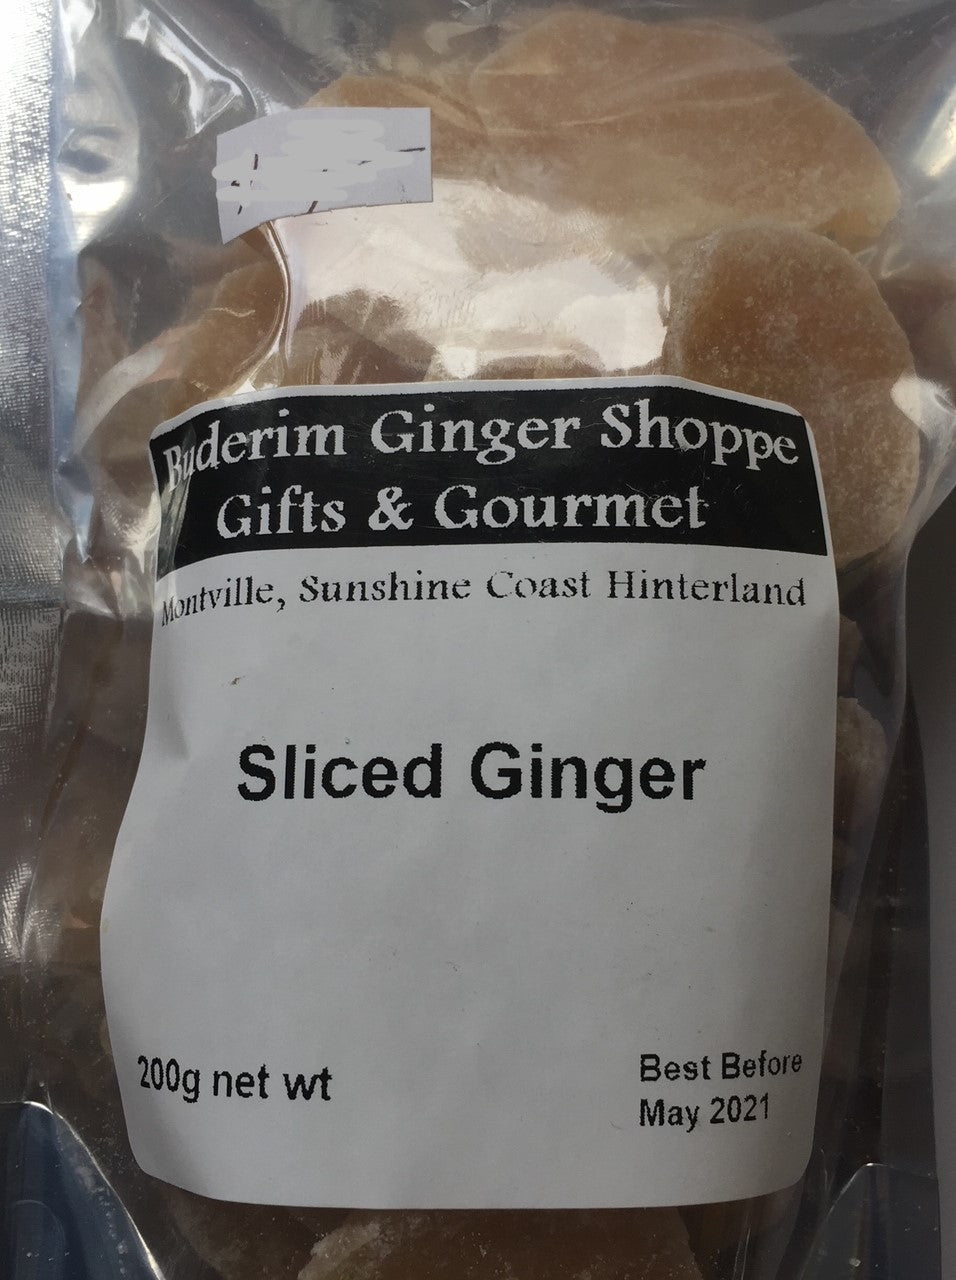 Buderim Ginger Shoppe
Gifts & Gourmet
Montville, Sunshine Coast Hinterland
Sliced Ginger
200g net wt
Best Before
May 2021